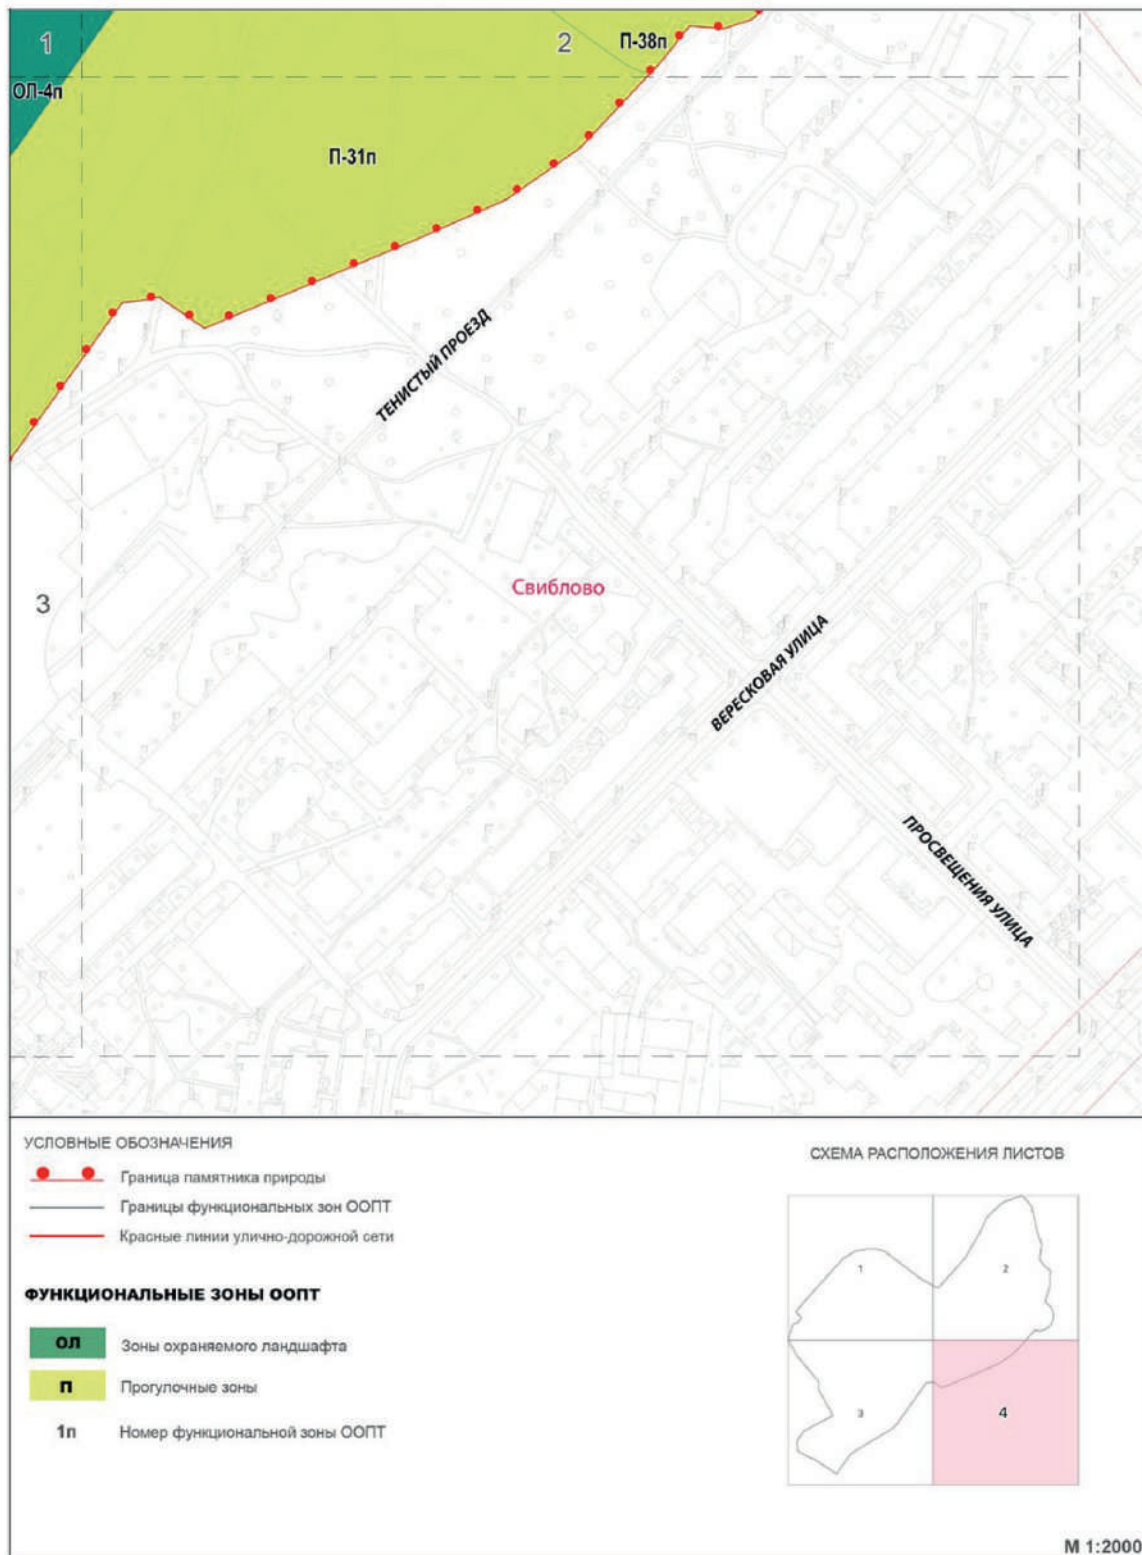 1
2
П-38п
ОЛ-4п
П-31п
ТЕНИСТЫЙ ПРОЕЗД
Свиблово
3
ВЕРЕСКОВАЯ УЛИЦА
ПРОСВЕЩЕНИЯ УЛИЦА
УСЛОВНЫЕ ОБОЗНАЧЕНИЯ
Граница памятника природы
Границы функциональных зон ООПТ
Красные линии улично-дорожной сети
ФУНКЦИОНАЛЬНЫЕ ЗОНЫ ООПТ
ОЛ Зоны охраняемого ландшафта
П Прогулочные зоны
1п Номер функциональной зоны ООПТ
СХЕМА РАСПОЛОЖЕНИЯ ЛИСТОВ
1
2
3
4
М 1:2000